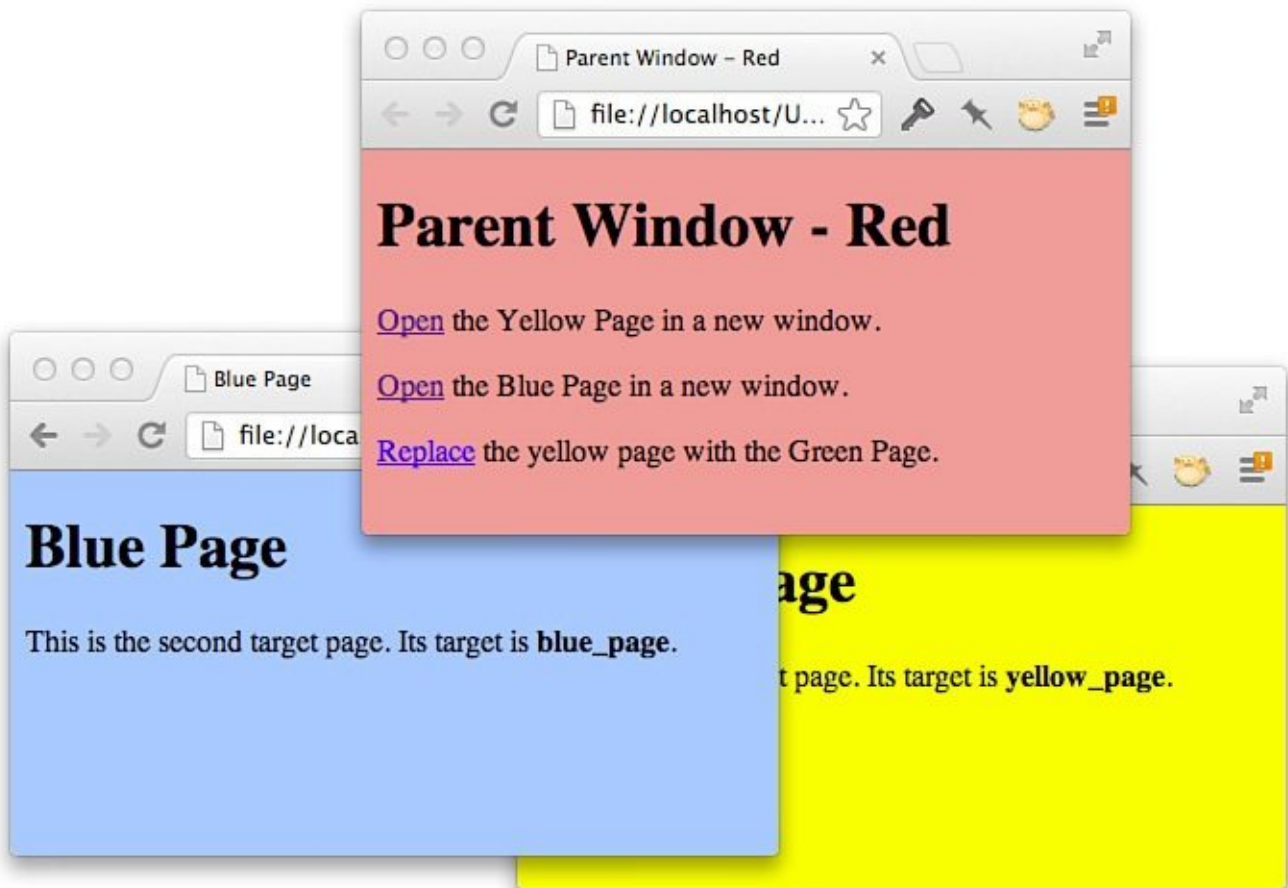 Parent Window - Red
file://localhost/U...
Parent Window - Red
Open the Yellow Page in a new window.
Open the Blue Page in a new window.
Replace the yellow page with the Green Page.
Blue Page
file://loca
Blue Page
This is the second target page. Its target is blue_page.
age
t page. Its target is yellow_page.